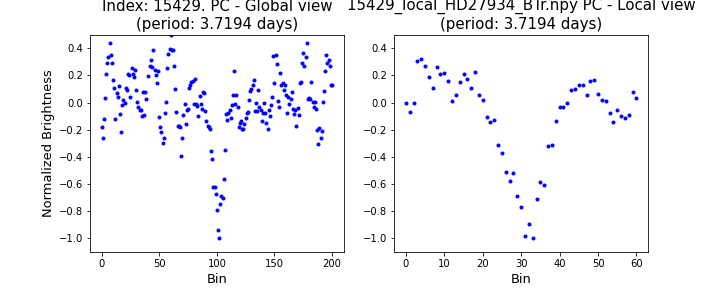 Index: 15429. PC - Global view
(period: 3.7194 days)
15429_local_HD27934_BTr.npy PC - Local view
(period: 3.7194 days)
Normalized Brightness
0.4
0.2
0.0
−0.2
−0.4
−0.6
−0.8
−1.0
0 50 100 150 200
Bin
0.4
0.2
0.0
−0.2
−0.4
−0.6
−0.8
−1.0
0 10 20 30 40 50 60
Bin